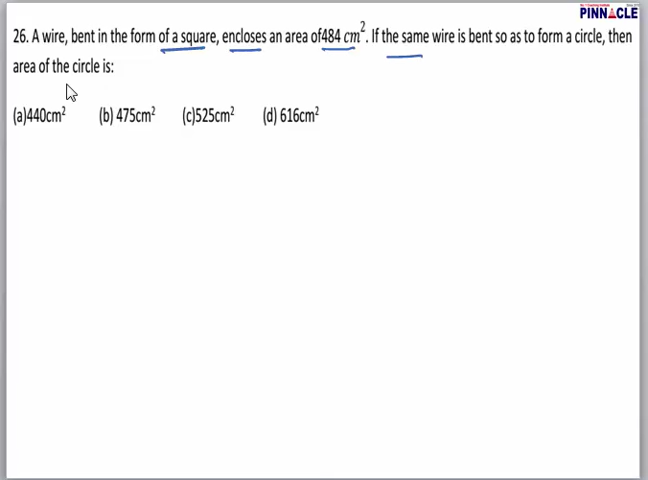 PINNACLE
26. A wire, bent in the form of a square, encloses an area of484 cm². If the same wire is bent so as to form a circle, then
area of the circle is:
(a)440cm² (b) 475cm² (c)525cm² (d) 616cm²